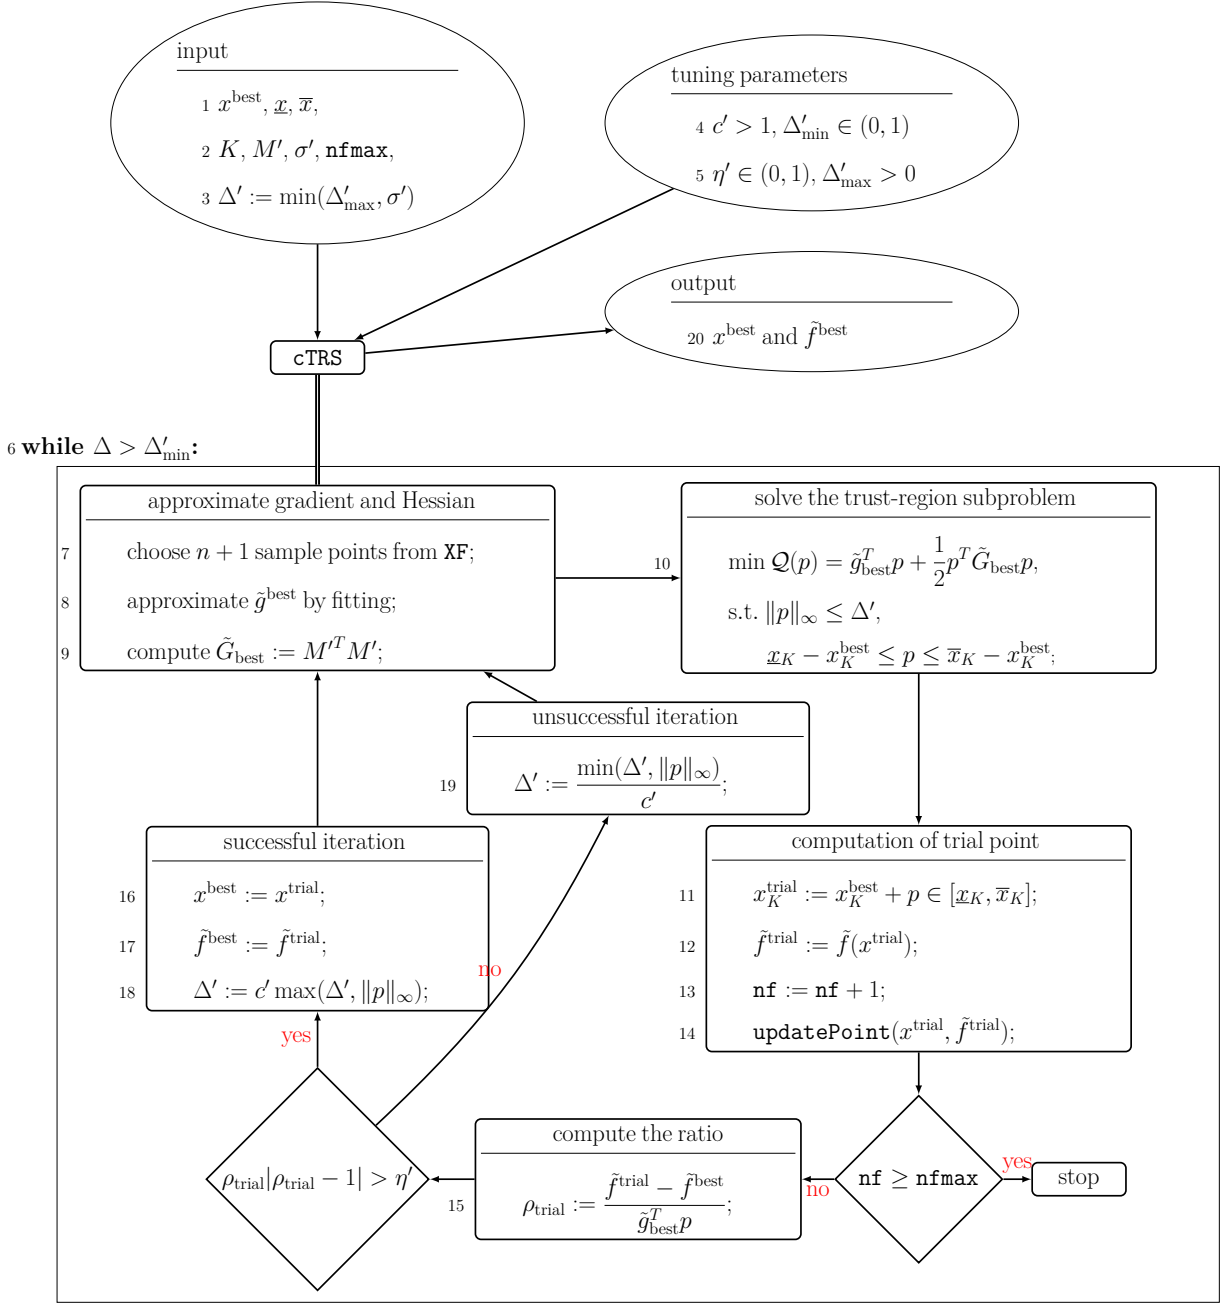 input
1 x^best, x̲, x̅,
2 K, M′, σ′, nfmax,
3 Δ′ := min(Δ′_max, σ′)
tuning parameters
4 c′ > 1, Δ′_min ∈ (0, 1)
5 η′ ∈ (0, 1), Δ′_max > 0
output
20 x^best and f̃^best
cTRS
6 while Δ > Δ′_min:
approximate gradient and Hessian
7 choose n + 1 sample points from XF;
8 approximate g̃^best by fitting;
9 compute G̃_best := M′^T M′;
solve the trust-region subproblem
10 min 𝒬(p) = g̃^T_best p + 1/2 p^T G̃_best p,
s.t. ‖p‖_∞ ≤ Δ′,
x̲_K − x^best_K ≤ p ≤ x̅_K − x^best_K;
unsuccessful iteration
19 Δ′ := min(Δ′, ‖p‖_∞)/c′;
successful iteration
16 x^best := x^trial;
17 f̃^best := f̃^trial;
18 Δ′ := c′ max(Δ′, ‖p‖_∞);
computation of trial point
11 x^trial_K := x^best_K + p ∈ [x̲_K, x̅_K];
12 f̃^trial := f̃(x^trial);
13 nf := nf + 1;
14 updatePoint(x^trial, f̃^trial);
no
yes
ρ_trial|ρ_trial − 1| > η′
compute the ratio
15 ρ_trial := (f̃^trial − f̃^best)/(g̃^T_best p);
no
nf ≥ nfmax
yes
stop